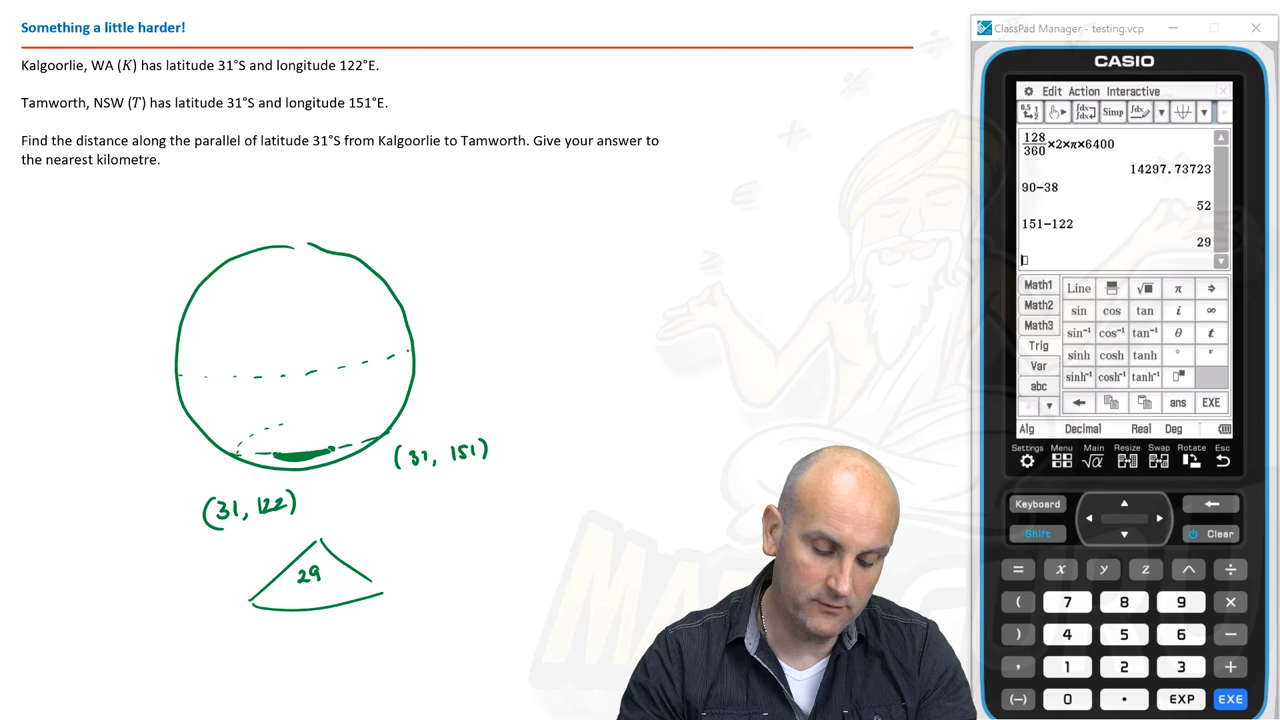 Something a little harder!
Kalgoorlie, WA (K) has latitude 31°S and longitude 122°E.
Tamworth, NSW (T) has latitude 31°S and longitude 151°E.
Find the distance along the parallel of latitude 31°S from Kalgoorlie to Tamworth. Give your answer to
the nearest kilometre.
(31, 151)
(31, 122)
29
ClassPad Manager - testing.vcp
CASIO
Edit Action Interactive
Simp
128/360×2×π×6400
14297.73723
90-38
52
151-122
29
Math1 Line √■ π ⇒
Math2 sin cos tan i ∞
Math3 sin⁻¹ cos⁻¹ tan⁻¹ θ t
Trig sinh cosh tanh ° r
Var sinh⁻¹ cosh⁻¹ tanh⁻¹
abc ans EXE
Alg Decimal Real Deg
Settings Menu Main Resize Swap Rotate Esc
Keyboard
Shift Clear
= x y z ^ ÷
( 7 8 9 ×
) 4 5 6 −
, 1 2 3 +
(−) 0 . EXP EXE